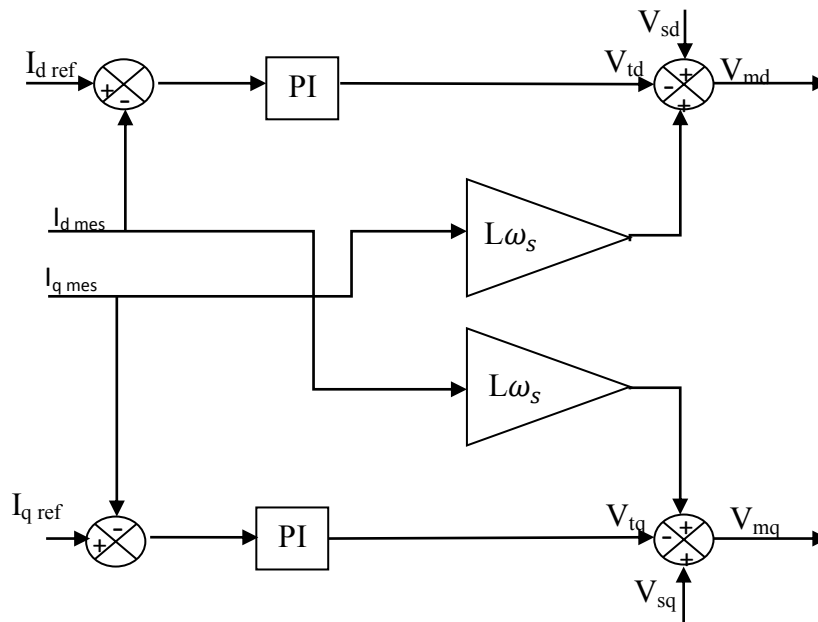 V_sd
I_d ref
PI
V_td
V_md
+
-
-
+
+
I_d mes
Lω_s
I_q mes
Lω_s
I_q ref
-
+
PI
V_tq
+
-
+
V_mq
V_sq